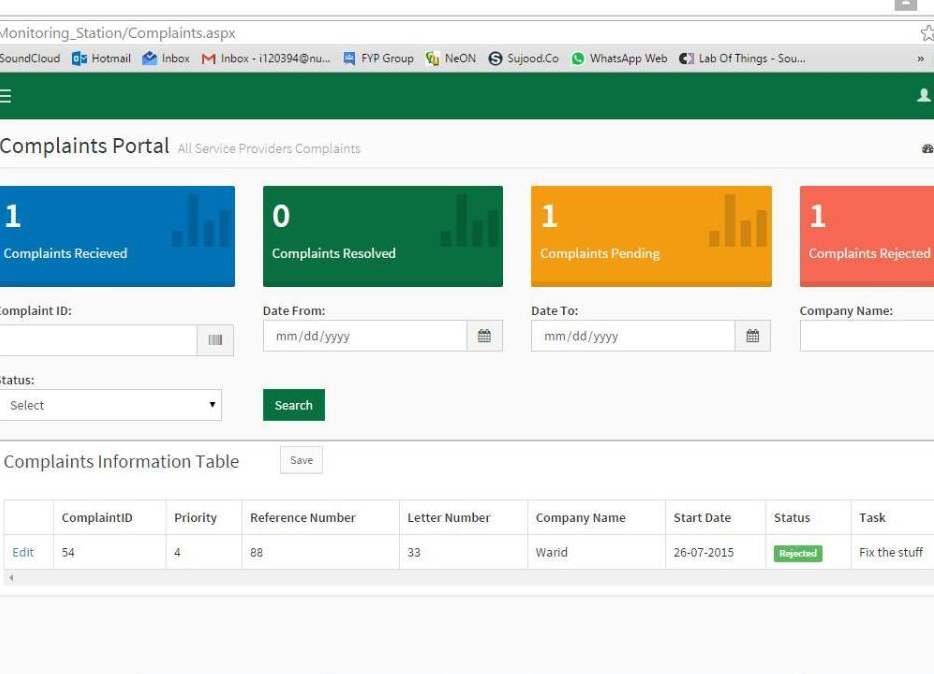 Monitoring_Station/Complaints.aspx
SoundCloud Hotmail Inbox Inbox - i120394@nu... FYP Group NeON Sujood.Co WhatsApp Web Lab Of Things - Sou... »
Complaints Portal All Service Providers Complaints
1 0 1 1
Complaints Recieved Complaints Resolved Complaints Pending Complaints Rejected
Complaint ID: Date From: Date To: Company Name:
mm/dd/yyyy mm/dd/yyyy
Status:
Select Search
Complaints Information Table Save
ComplaintID Priority Reference Number Letter Number Company Name Start Date Status Task
Edit 54 4 88 33 Warid 26-07-2015 Rejected Fix the stuff